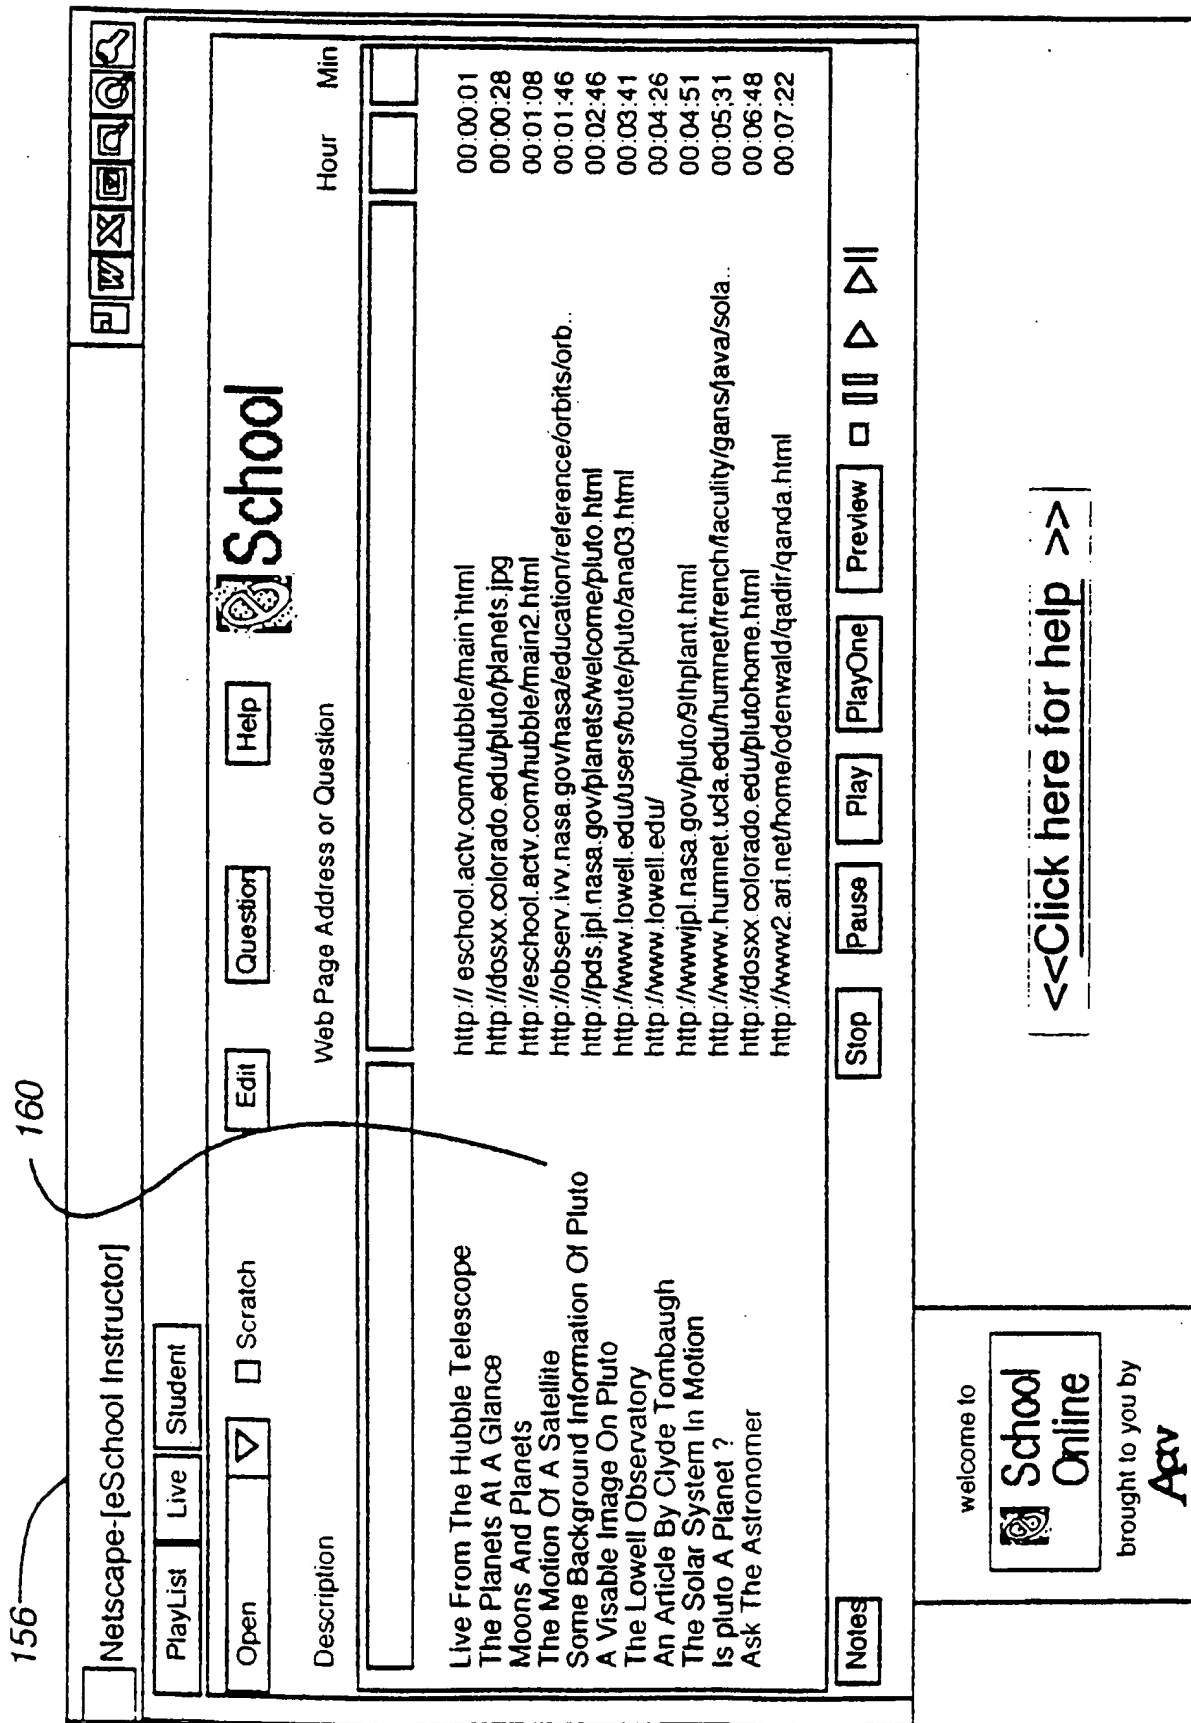 156
160
Netscape-[eSchool Instructor]
PlayList Live Student
Open Scratch Edit Question Help School
Description Web Page Address or Question Hour Min
Live From The Hubble Telescope http:// eschool.actv.com/hubble/main`html 00:00:01
The Planets At A Glance http://dosxx.colorado.edu/pluto/planets.jpg 00:00:28
Moons And Planets http://eschool.actv.com/hubble/main2.html 00:01:08
The Motion Of A Satellite http://observ.ivv.nasa.gov/nasa/education/reference/orbits/orb.. 00:01:46
Some Background Information Of Pluto http://pds.jpl.nasa.gov/planets/welcome/pluto.html 00:02:46
A Visable Image On Pluto http://www.lowell.edu/users/bute/pluto/ana03.html 00:03:41
The Lowell Observatory http://www.lowell.edu/ 00:04:26
An Article By Clyde Tombaugh http://wwwjpl.nasa.gov/pluto/9thplant.html 00:04:51
The Solar System In Motion http://www.humnet.ucla.edu/humnet/french/faculity/gans/java/sola.. 00:05:31
Is pluto A Planet ? http://dosxx.colorado.edu/plutohome.html 00:06:48
Ask The Astronomer http://www2.ari.net/home/odenwald/qadir/qanda.html 00:07:22
Notes Stop Pause Play PlayOne Preview
welcome to
School
Online
brought to you by
Actv
<<Click here for help >>